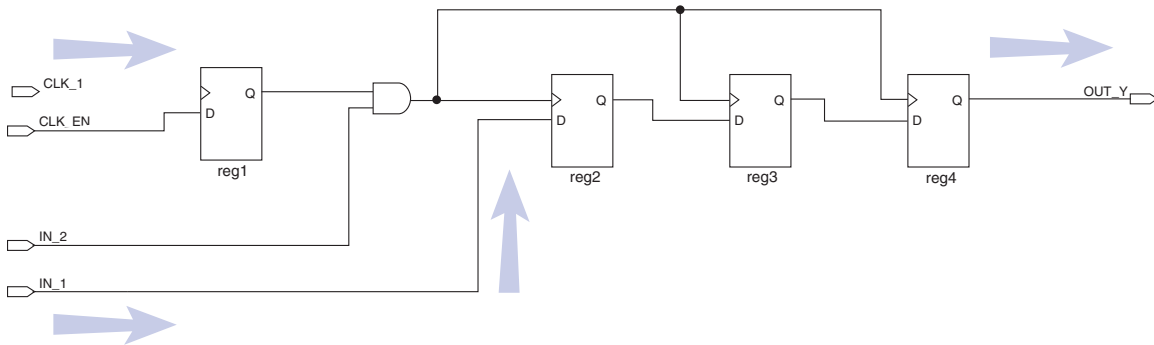 CLK_1
CLK_EN
Q
D
reg1
Q
D
reg2
Q
D
reg3
Q
D
reg4
OUT_Y
IN_2
IN_1